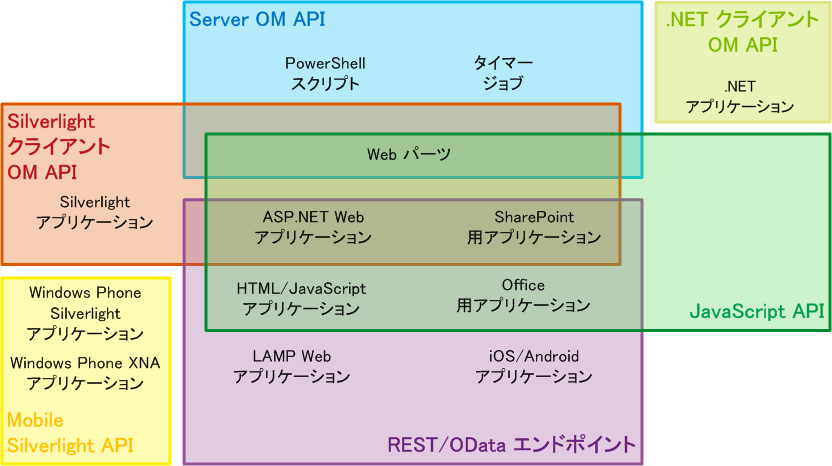 Server OM API
PowerShell
スクリプト
タイマー
ジョブ
.NET クライアント
OM API
.NET
アプリケーション
Silverlight
クライアント
OM API
Web パーツ
Silverlight
アプリケーション
ASP.NET Web
アプリケーション
SharePoint
用アプリケーション
HTML/JavaScript
アプリケーション
Office
用アプリケーション
JavaScript API
Windows Phone
Silverlight
アプリケーション
Windows Phone XNA
アプリケーション
Mobile
Silverlight API
LAMP Web
アプリケーション
iOS/Android
アプリケーション
REST/OData エンドポイント